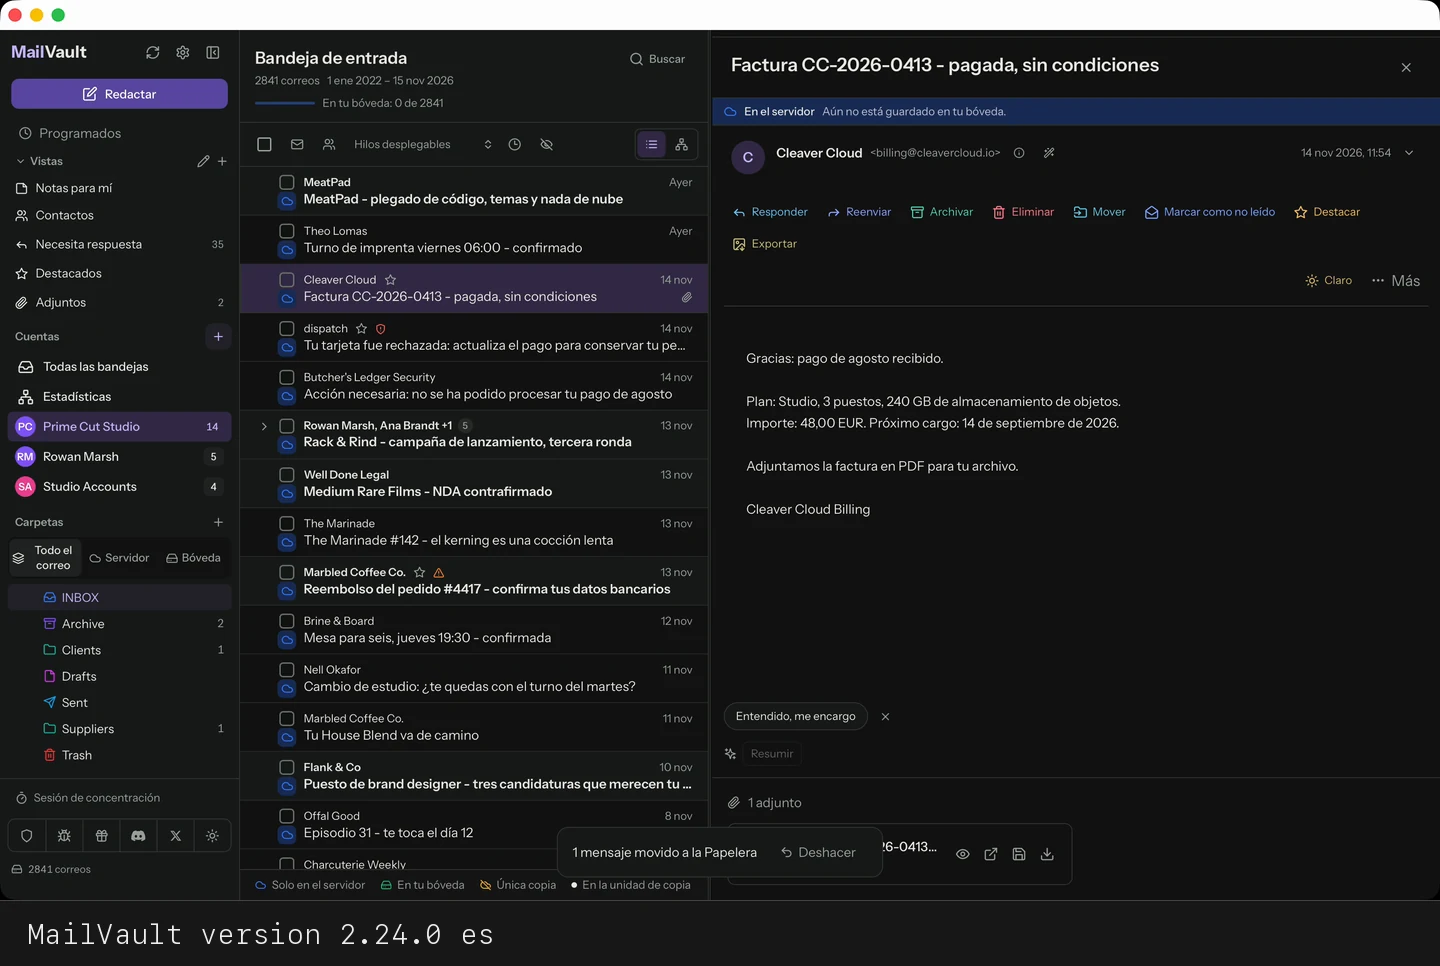 MailVault
Redactar
Programados
Vistas
Notas para mí
Contactos
Necesita respuesta 35
Destacados
Adjuntos 2
Cuentas
Todas las bandejas
Estadísticas
PC Prime Cut Studio 14
RM Rowan Marsh 5
SA Studio Accounts 4
Carpetas
Todo el
correo
Servidor
Bóveda
INBOX
Archive 2
Clients 1
Drafts
Sent
Suppliers 1
Trash
Sesión de concentración
2841 correos
Bandeja de entrada
Buscar
2841 correos 1 ene 2022 – 15 nov 2026
En tu bóveda: 0 de 2841
Hilos desplegables
MeatPad Ayer
MeatPad - plegado de código, temas y nada de nube
Theo Lomas Ayer
Turno de imprenta viernes 06:00 - confirmado
Cleaver Cloud 14 nov
Factura CC-2026-0413 - pagada, sin condiciones
dispatch 14 nov
Tu tarjeta fue rechazada: actualiza el pago para conservar tu pe...
Butcher's Ledger Security 14 nov
Acción necesaria: no se ha podido procesar tu pago de agosto
Rowan Marsh, Ana Brandt +1 5 13 nov
Rack & Rind - campaña de lanzamiento, tercera ronda
Well Done Legal 13 nov
Medium Rare Films - NDA contrafirmado
The Marinade 13 nov
The Marinade #142 - el kerning es una cocción lenta
Marbled Coffee Co. 13 nov
Reembolso del pedido #4417 - confirma tus datos bancarios
Brine & Board 12 nov
Mesa para seis, jueves 19:30 - confirmada
Nell Okafor 11 nov
Cambio de estudio: ¿te quedas con el turno del martes?
Marbled Coffee Co. 11 nov
Tu House Blend va de camino
Flank & Co 10 nov
Puesto de brand designer - tres candidaturas que merecen tu ...
Offal Good 8 nov
Episodio 31 - te toca el día 12
Charcuterie Weekly
Solo en el servidor
En tu bóveda
Única copia
En la unidad de copia
Factura CC-2026-0413 - pagada, sin condiciones
En el servidor Aún no está guardado en tu bóveda.
C
Cleaver Cloud <billing@cleavercloud.io> 14 nov 2026, 11:54
Responder
Reenviar
Archivar
Eliminar
Mover
Marcar como no leído
Destacar
Exportar
Claro
Más
Gracias: pago de agosto recibido.
Plan: Studio, 3 puestos, 240 GB de almacenamiento de objetos.
Importe: 48,00 EUR. Próximo cargo: 14 de septiembre de 2026.
Adjuntamos la factura en PDF para tu archivo.
Cleaver Cloud Billing
Entendido, me encargo
Resumir
1 adjunto
26-0413...
1 mensaje movido a la Papelera
Deshacer
MailVault version 2.24.0 es